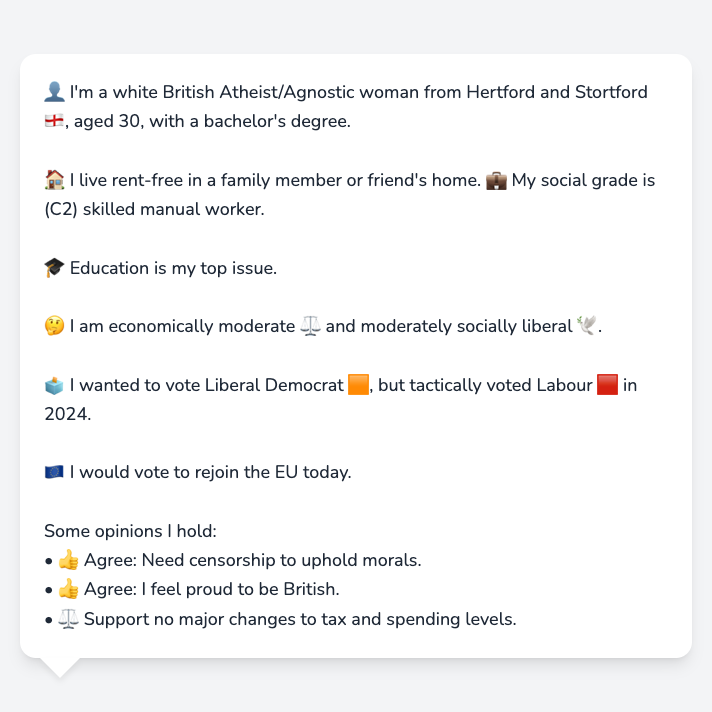 👤 I'm a white British Atheist/Agnostic woman from Hertford and Stortford
🏴󠁧󠁢󠁥󠁮󠁧󠁿, aged 30, with a bachelor's degree.
🏠 I live rent-free in a family member or friend's home. 💼 My social grade is
(C2) skilled manual worker.
🎓 Education is my top issue.
🤔 I am economically moderate ⚖️ and moderately socially liberal 🕊️.
🗳️ I wanted to vote Liberal Democrat 🟧, but tactically voted Labour 🟥 in
2024.
🇪🇺 I would vote to rejoin the EU today.
Some opinions I hold:
• 👍 Agree: Need censorship to uphold morals.
• 👍 Agree: I feel proud to be British.
• ⚖️ Support no major changes to tax and spending levels.